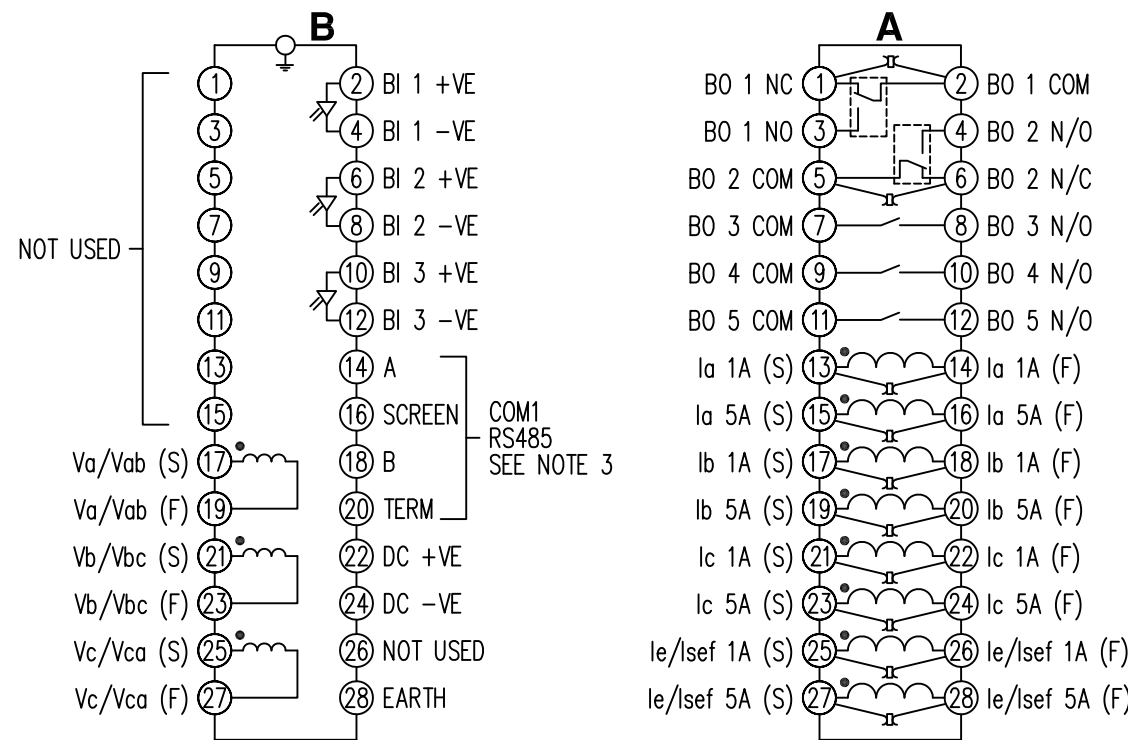 B
NOT USED
1
2 BI 1 +VE
3
4 BI 1 -VE
5
6 BI 2 +VE
7
8 BI 2 -VE
9
10 BI 3 +VE
11
12 BI 3 -VE
13
14 A
15
16 SCREEN
Va/Vab (S) 17
18 B
Va/Vab (F) 19
20 TERM
COM1
RS485
SEE NOTE 3
Vb/Vbc (S) 21
22 DC +VE
Vb/Vbc (F) 23
24 DC -VE
Vc/Vca (S) 25
26 NOT USED
Vc/Vca (F) 27
28 EARTH
A
BO 1 NC 1
2 BO 1 COM
BO 1 NO 3
4 BO 2 N/O
BO 2 COM 5
6 BO 2 N/C
BO 3 COM 7
8 BO 3 N/O
BO 4 COM 9
10 BO 4 N/O
BO 5 COM 11
12 BO 5 N/O
Ia 1A (S) 13
14 Ia 1A (F)
Ia 5A (S) 15
16 Ia 5A (F)
Ib 1A (S) 17
18 Ib 1A (F)
Ib 5A (S) 19
20 Ib 5A (F)
Ic 1A (S) 21
22 Ic 1A (F)
Ic 5A (S) 23
24 Ic 5A (F)
Ie/Isef 1A (S) 25
26 Ie/Isef 1A (F)
Ie/Isef 5A (S) 27
28 Ie/Isef 5A (F)